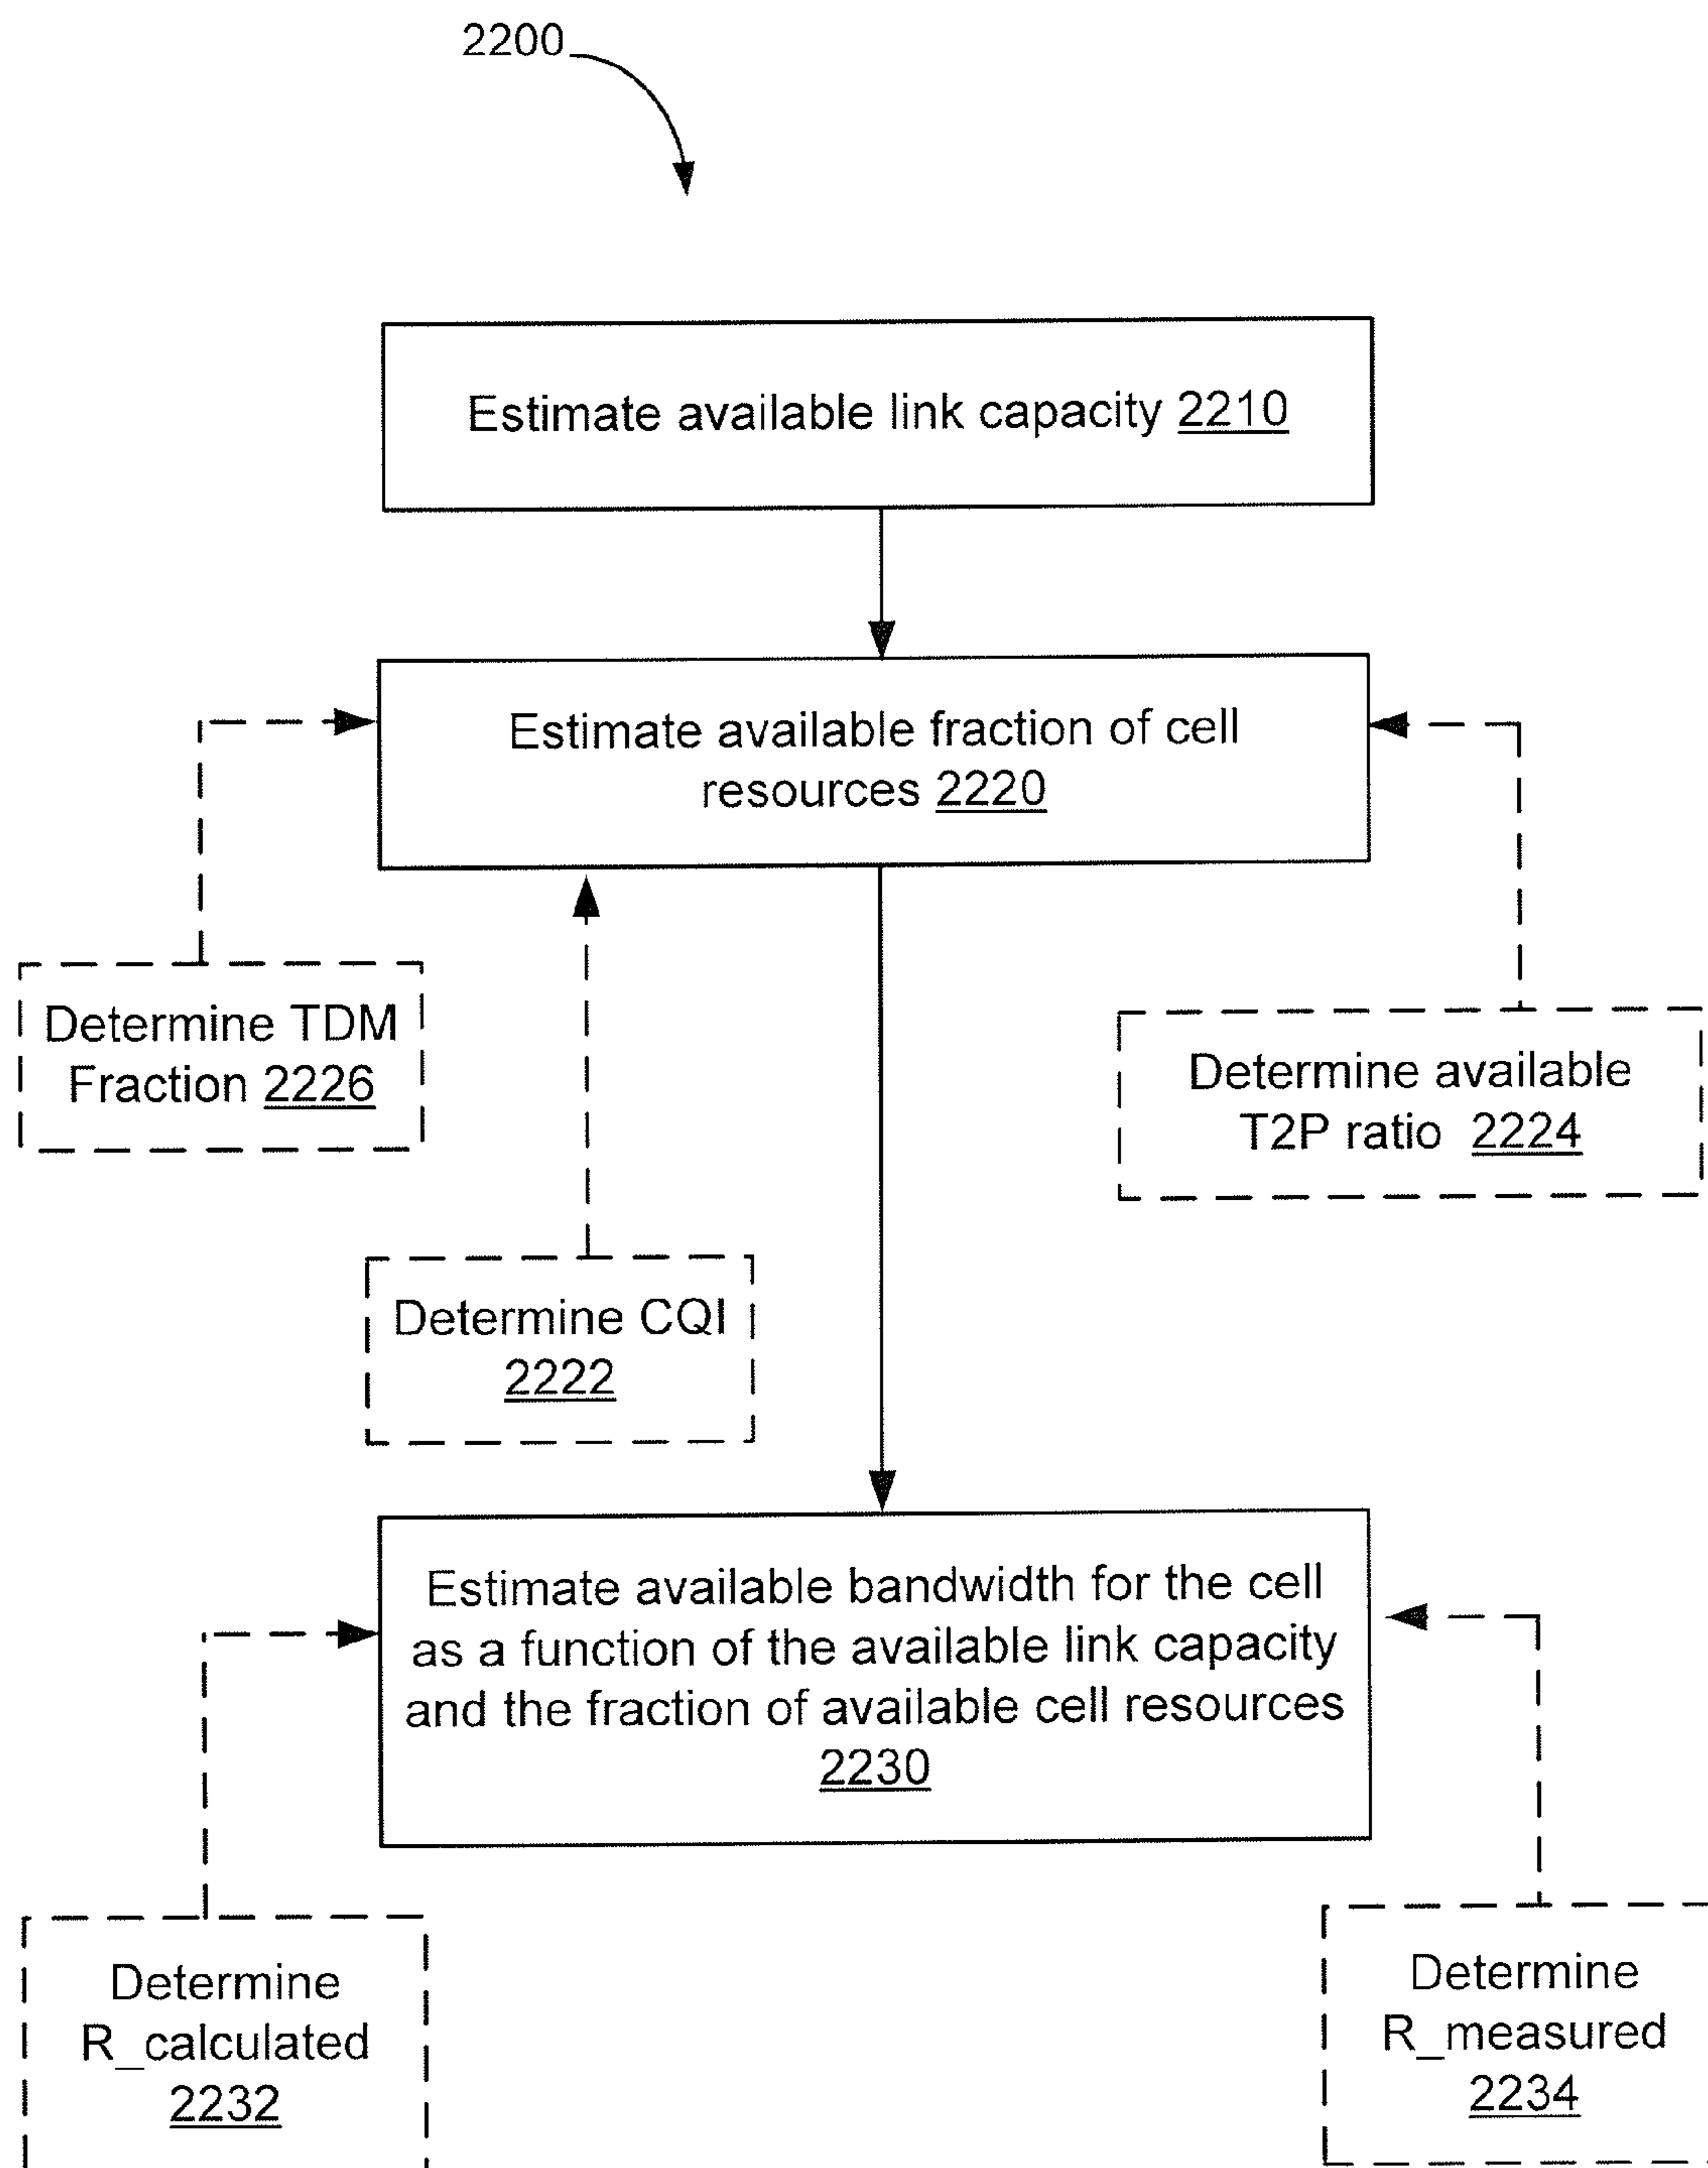 2200
Estimate available link capacity 2210
Estimate available fraction of cell
resources 2220
Determine TDM
Fraction 2226
Determine available
T2P ratio 2224
Determine CQI
2222
Estimate available bandwidth for the cell
as a function of the available link capacity
and the fraction of available cell resources
2230
Determine
R_calculated
2232
Determine
R_measured
2234